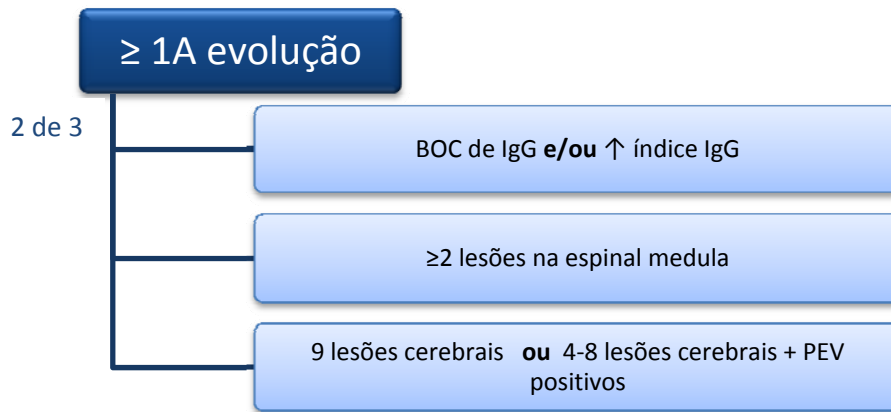 ≥ 1A evolução
2 de 3
BOC de IgG e/ou ↑ índice IgG
≥2 lesões na espinal medula
9 lesões cerebrais ou 4-8 lesões cerebrais + PEV
positivos